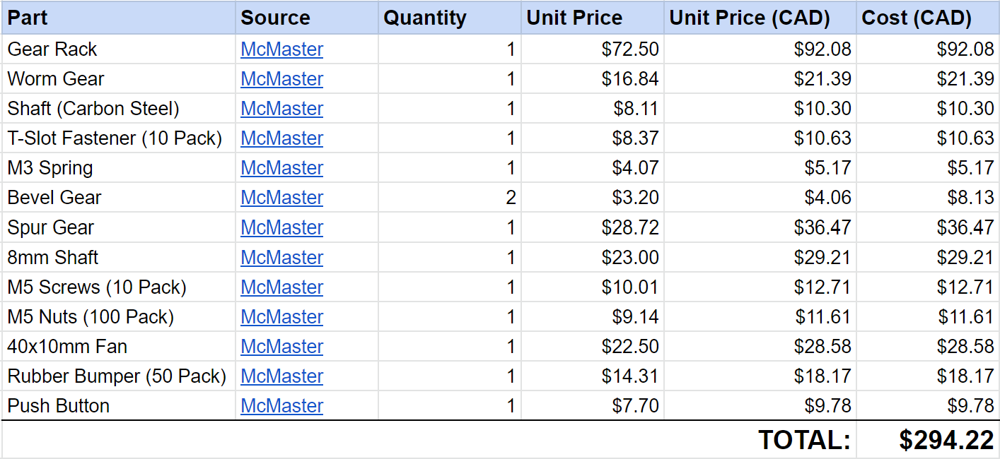 Part Source Quantity Unit Price Unit Price (CAD) Cost (CAD)
Gear Rack McMaster 1 $72.50 $92.08 $92.08
Worm Gear McMaster 1 $16.84 $21.39 $21.39
Shaft (Carbon Steel) McMaster 1 $8.11 $10.30 $10.30
T-Slot Fastener (10 Pack) McMaster 1 $8.37 $10.63 $10.63
M3 Spring McMaster 1 $4.07 $5.17 $5.17
Bevel Gear McMaster 2 $3.20 $4.06 $8.13
Spur Gear McMaster 1 $28.72 $36.47 $36.47
8mm Shaft McMaster 1 $23.00 $29.21 $29.21
M5 Screws (10 Pack) McMaster 1 $10.01 $12.71 $12.71
M5 Nuts (100 Pack) McMaster 1 $9.14 $11.61 $11.61
40x10mm Fan McMaster 1 $22.50 $28.58 $28.58
Rubber Bumper (50 Pack) McMaster 1 $14.31 $18.17 $18.17
Push Button McMaster 1 $7.70 $9.78 $9.78
TOTAL: $294.22